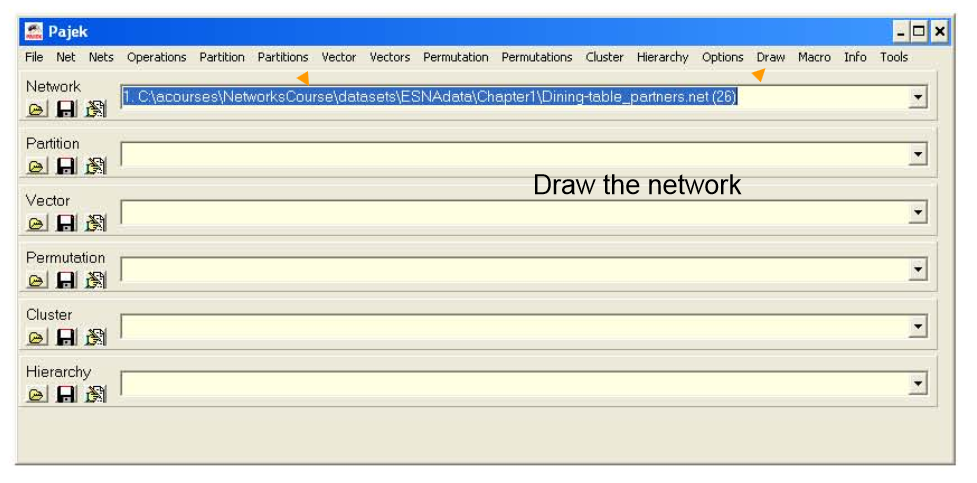 Pajek
File Net Nets Operations Partition Partitions Vector Vectors Permutation Permutations Cluster Hierarchy Options Draw Macro Info Tools
Network
1. C:\acourses\NetworksCourse\datasets\ESNAdata\Chapter1\Dining-table_partners.net (26)
Partition
Draw the network
Vector
Permutation
Cluster
Hierarchy